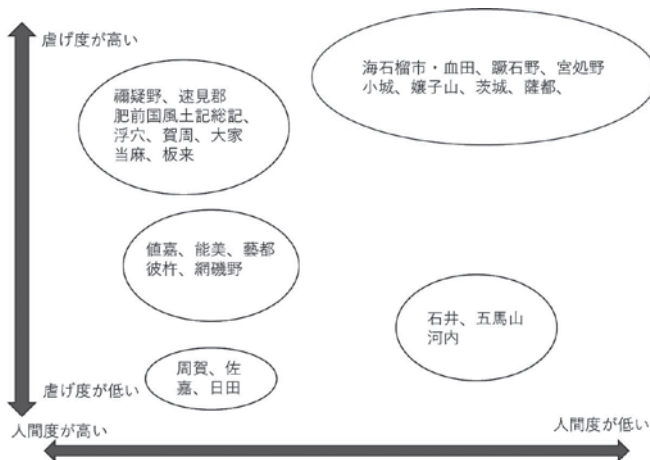 虐げ度が高い
海石榴市・血田、蹶石野、宮処野
小城、嬢子山、茨城、薩都、
禰疑野、速見郡
肥前国風土記総記、
浮穴、賀周、大家
当麻、板来
値嘉、能美、藝都
彼杵、網磯野
石井、五馬山
河内
周賀、佐
嘉、日田
虐げ度が低い
人間度が高い
人間度が低い